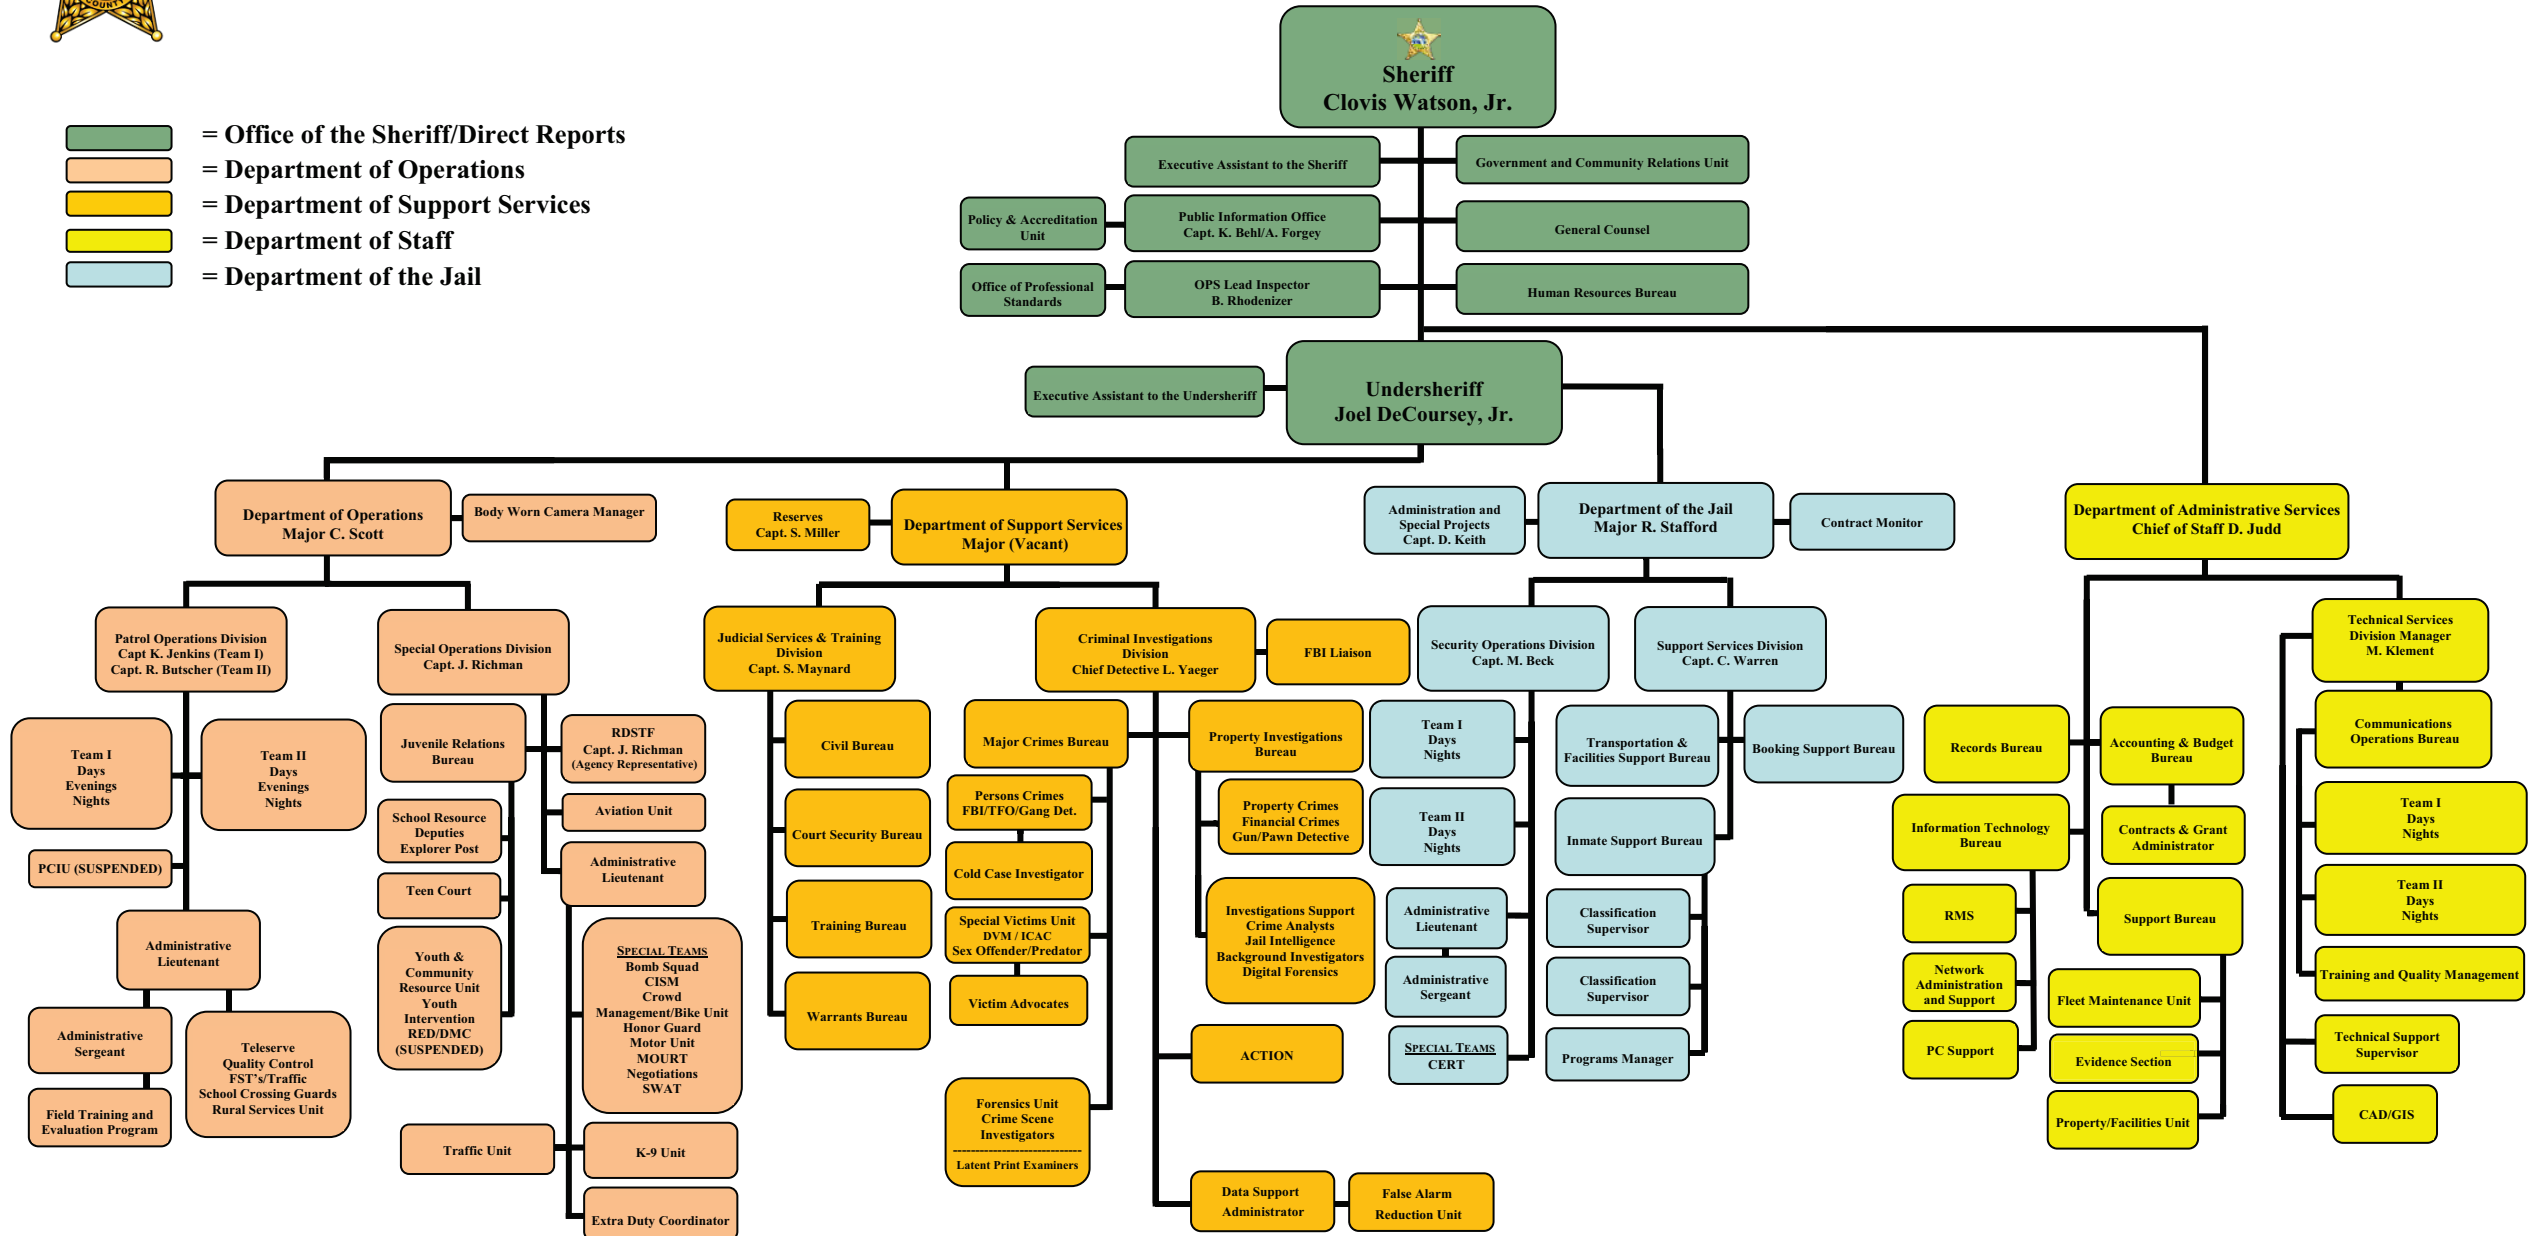 COUNTY
Sheriff
Clovis Watson, Jr.
= Office of the Sheriff/Direct Reports
= Department of Operations
= Department of Support Services
= Department of Staff
= Department of the Jail
Executive Assistant to the Sheriff
Government and Community Relations Unit
Policy & Accreditation
Unit
Public Information Office
Capt. K. Behl/A. Forgey
General Counsel
Office of Professional
Standards
OPS Lead Inspector
B. Rhodenizer
Human Resources Bureau
Executive Assistant to the Undersheriff
Undersheriff
Joel DeCoursey, Jr.
Department of Operations
Major C. Scott
Body Worn Camera Manager
Reserves
Capt. S. Miller
Department of Support Services
Major (Vacant)
Administration and
Special Projects
Capt. D. Keith
Department of the Jail
Major R. Stafford
Contract Monitor
Department of Administrative Services
Chief of Staff D. Judd
Patrol Operations Division
Capt K. Jenkins (Team I)
Capt. R. Butscher (Team II)
Special Operations Division
Capt. J. Richman
Judicial Services & Training
Division
Capt. S. Maynard
Criminal Investigations
Division
Chief Detective L. Yaeger
FBI Liaison
Security Operations Division
Capt. M. Beck
Support Services Division
Capt. C. Warren
Technical Services
Division Manager
M. Klement
Team I
Days
Evenings
Nights
Team II
Days
Evenings
Nights
PCIU (SUSPENDED)
Administrative
Lieutenant
Administrative
Sergeant
Field Training and
Evaluation Program
Teleserve
Quality Control
FST's/Traffic
School Crossing Guards
Rural Services Unit
Juvenile Relations
Bureau
RDSTF
Capt. J. Richman
(Agency Representative)
School Resource
Deputies
Explorer Post
Aviation Unit
Teen Court
Administrative
Lieutenant
Youth &
Community
Resource Unit
Youth
Intervention
RED/DMC
(SUSPENDED)
SPECIAL TEAMS
Bomb Squad
CISM
Crowd
Management/Bike Unit
Honor Guard
Motor Unit
MOURT
Negotiations
SWAT
Traffic Unit
K-9 Unit
Extra Duty Coordinator
Civil Bureau
Court Security Bureau
Training Bureau
Warrants Bureau
Major Crimes Bureau
Property Investigations
Bureau
Persons Crimes
FBI/TFO/Gang Det.
Cold Case Investigator
Special Victims Unit
DVM / ICAC
Sex Offender/Predator
Victim Advocates
Forensics Unit
Crime Scene
Investigators
-----------------------------
Latent Print Examiners
Property Crimes
Financial Crimes
Gun/Pawn Detective
Investigations Support
Crime Analysts
Jail Intelligence
Background Investigators
Digital Forensics
ACTION
Data Support
Administrator
False Alarm
Reduction Unit
Team I
Days
Nights
Team II
Days
Nights
Administrative
Lieutenant
Administrative
Sergeant
SPECIAL TEAMS
CERT
Transportation &
Facilities Support Bureau
Booking Support Bureau
Inmate Support Bureau
Classification
Supervisor
Classification
Supervisor
Programs Manager
Records Bureau
Accounting & Budget
Bureau
Information Technology
Bureau
Contracts & Grant
Administrator
RMS
Network
Administration
and Support
PC Support
Support Bureau
Fleet Maintenance Unit
Evidence Section
Property/Facilities Unit
Communications
Operations Bureau
Team I
Days
Nights
Team II
Days
Nights
Training and Quality Management
Technical Support
Supervisor
CAD/GIS